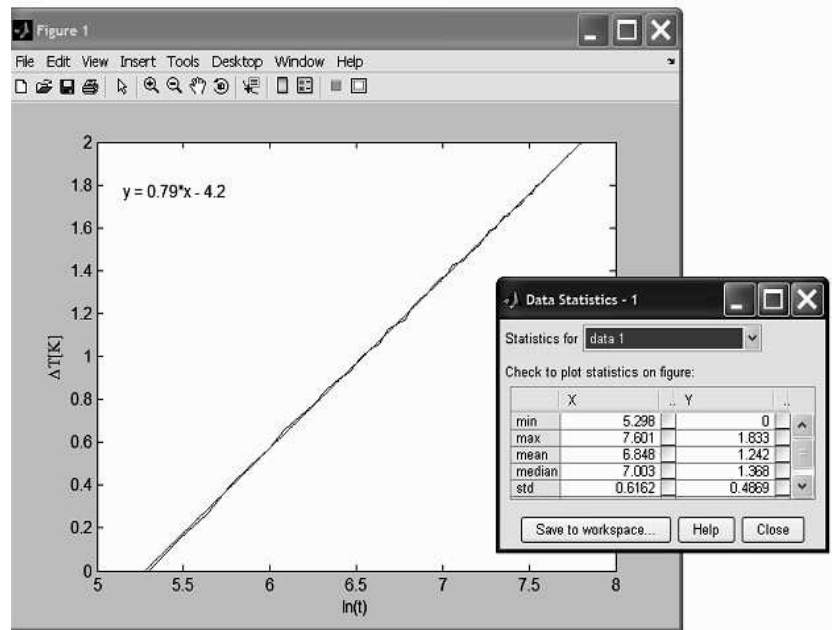 Figure 1
File Edit View Insert Tools Desktop Window Help
2
1.8
1.6
1.4
1.2
1
0.8
0.6
0.4
0.2
0
y = 0.79*x - 4.2
ΔT[K]
5 5.5 6 6.5 7 7.5 8
ln(t)
Data Statistics - 1
Statistics for data 1
Check to plot statistics on figure:
X .. Y ..
min 5.298 0
max 7.601 1.833
mean 6.848 1.242
median 7.003 1.368
std 0.6162 0.4869
Save to workspace... Help Close